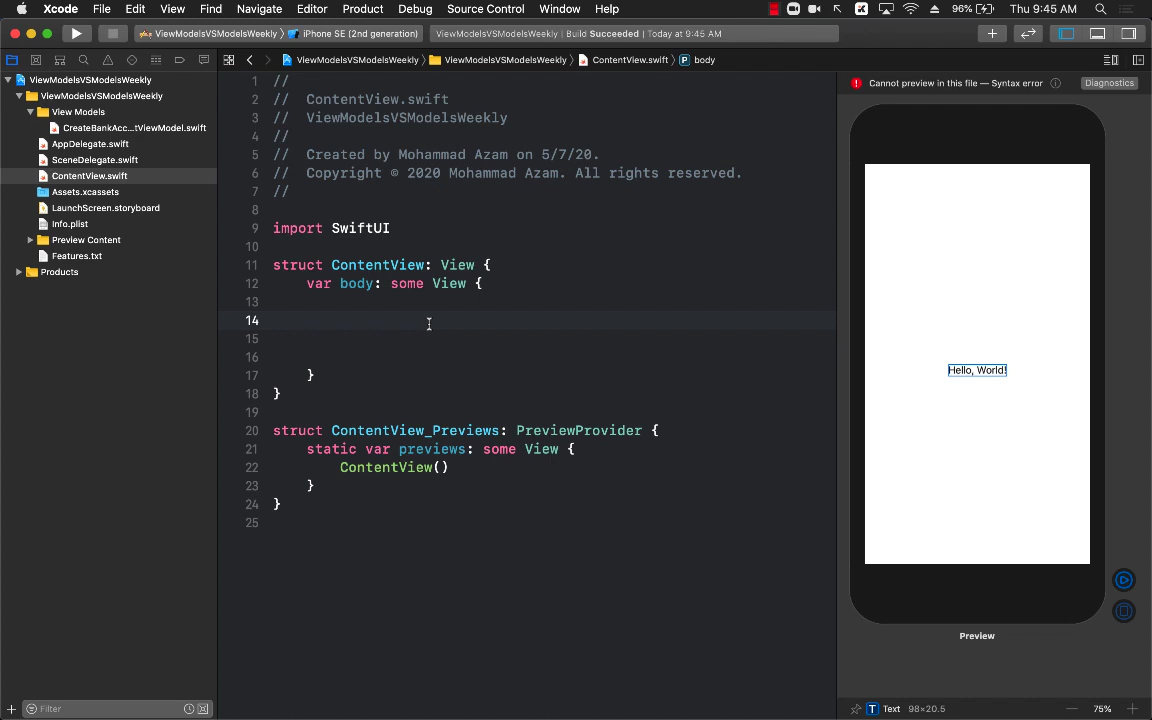 Xcode File Edit View Find Navigate Editor Product Debug Source Control Window Help 96% Thu 9:45 AM
ViewModelsVSModelsWeekly iPhone SE (2nd generation) ViewModelsVSModelsWeekly | Build Succeeded | Today at 9:45 AM
ViewModelsVSModelsWeekly ViewModelsVSModelsWeekly ContentView.swift P body
ViewModelsVSModelsWeekly
ViewModelsVSModelsWeekly
View Models
CreateBankAcc...tViewModel.swift
AppDelegate.swift
SceneDelegate.swift
ContentView.swift
Assets.xcassets
LaunchScreen.storyboard
Info.plist
Preview Content
Features.txt
Products
Filter
1 //
2 // ContentView.swift
3 // ViewModelsVSModelsWeekly
4 //
5 // Created by Mohammad Azam on 5/7/20.
6 // Copyright © 2020 Mohammad Azam. All rights reserved.
7 //
8
9 import SwiftUI
10
11 struct ContentView: View {
12 var body: some View {
13
14
15
16
17 }
18 }
19
20 struct ContentView_Previews: PreviewProvider {
21 static var previews: some View {
22 ContentView()
23 }
24 }
25
Cannot preview in this file — Syntax error Diagnostics
Hello, World!
Preview
T Text 98×20.5 75%